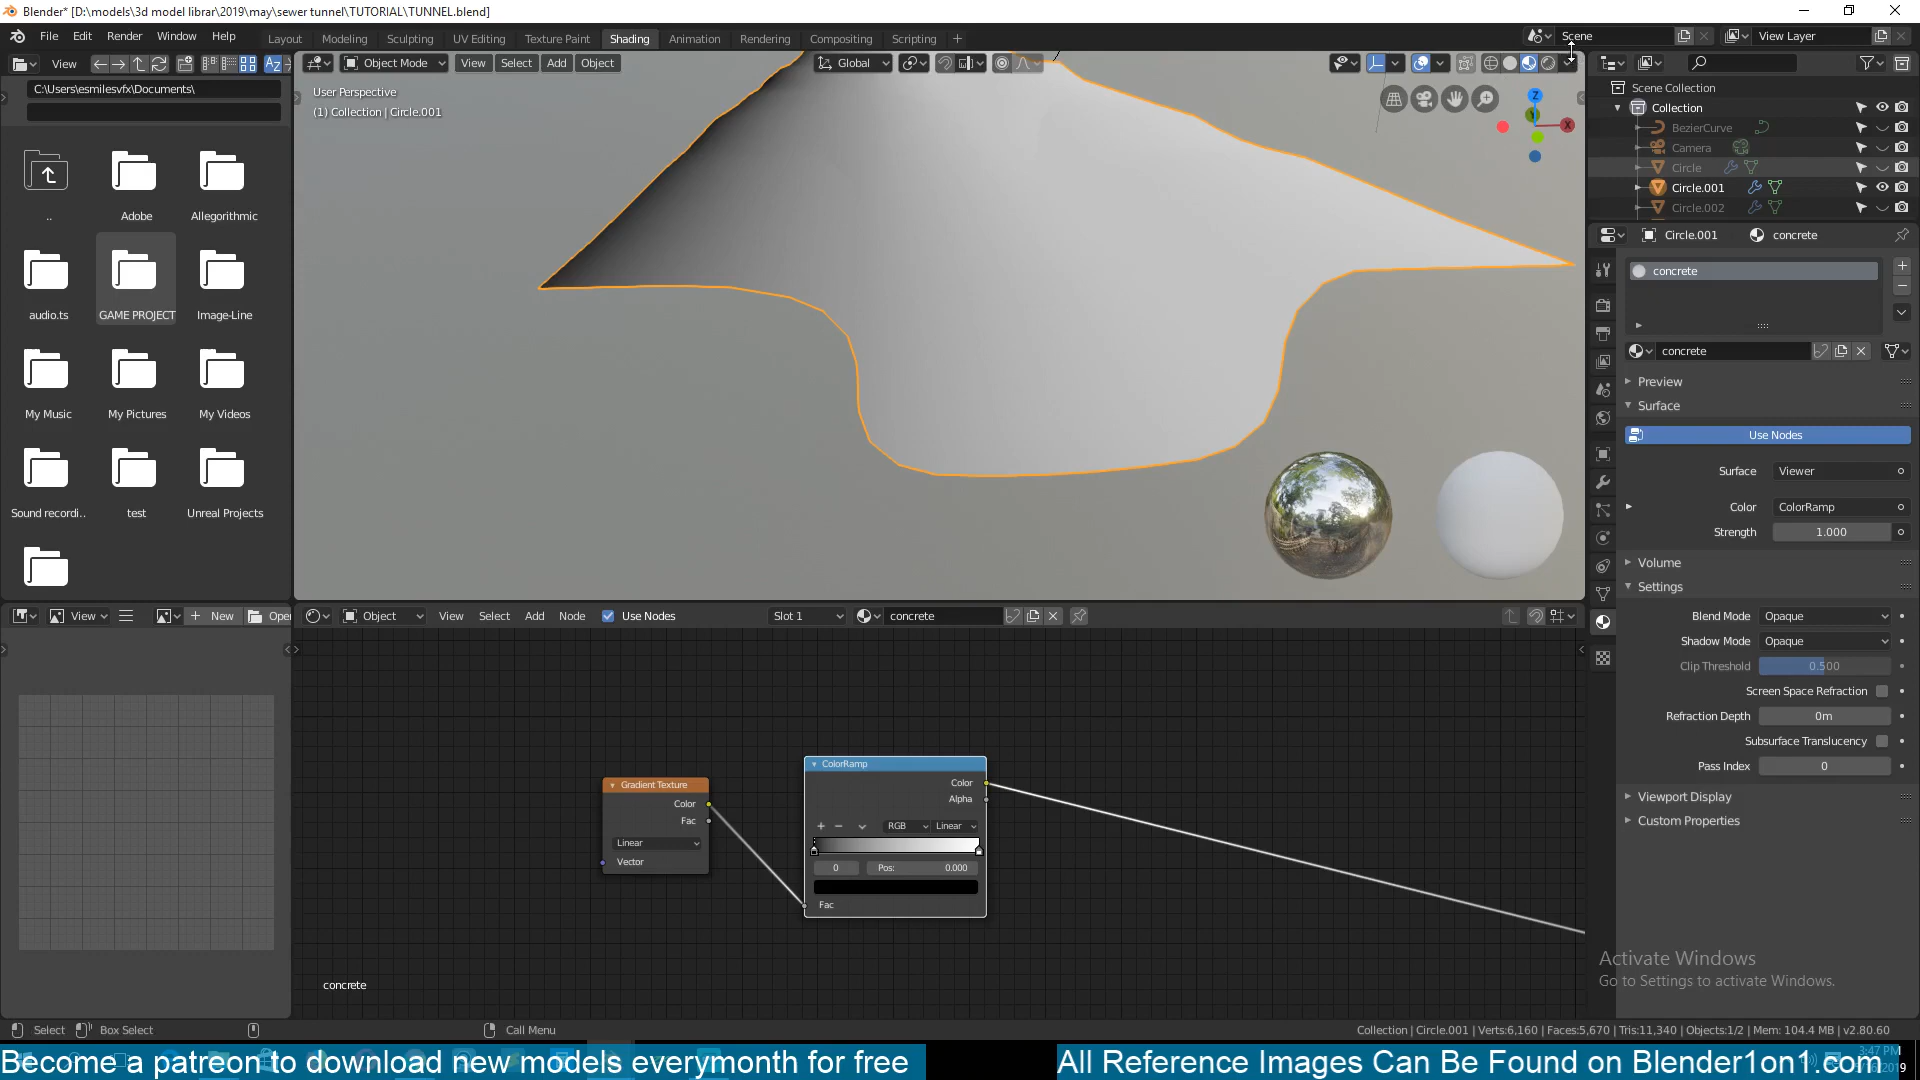 Blender* [D:\models\3d model librar\2019\may\sewer tunnel\TUTORIAL\TUNNEL.blend]
File Edit Render Window Help
Layout Modeling Sculpting UV Editing Texture Paint Shading Animation Rendering Compositing Scripting
Scene View Layer
View
Object Mode View Select Add Object
Global
C:\Users\esmilesvfx\Documents\
User Perspective
(1) Collection | Circle.001
Scene Collection
Collection
BezierCurve
Camera
Circle
Circle.001
Circle.002
Circle.001 concrete
concrete
concrete
Preview
Surface
Use Nodes
Surface Viewer
Color ColorRamp
Strength 1.000
Volume
Settings
Blend Mode Opaque
Shadow Mode Opaque
Clip Threshold 0.500
Screen Space Refraction
Refraction Depth 0m
Subsurface Translucency
Pass Index 0
Viewport Display
Custom Properties
..
Adobe
Allegorithmic
audio.ts
GAME PROJECT
Image-Line
My Music
My Pictures
My Videos
Sound recordi..
test
Unreal Projects
View New Open
Object View Select Add Node Use Nodes Slot 1 concrete
Gradient Texture
Color
Fac
Linear
Vector
ColorRamp
Color
Alpha
RGB Linear
0 Pos: 0.000
Fac
concrete
Activate Windows
Go to Settings to activate Windows.
Select Box Select Call Menu
Collection | Circle.001 | Verts:6,160 | Faces:5,670 | Tris:11,340 | Objects:1/2 | Mem: 104.4 MB | v2.80.60
Become a patreon to download new models everymonth for free
All Reference Images Can Be Found on Blender1on1.com
3:47 PM